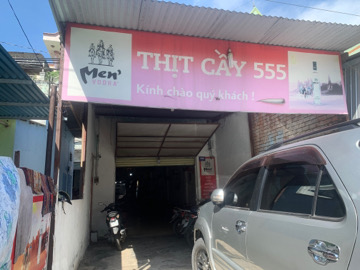 Men'
THỊT CẦY 555
Kính chào quý khách !